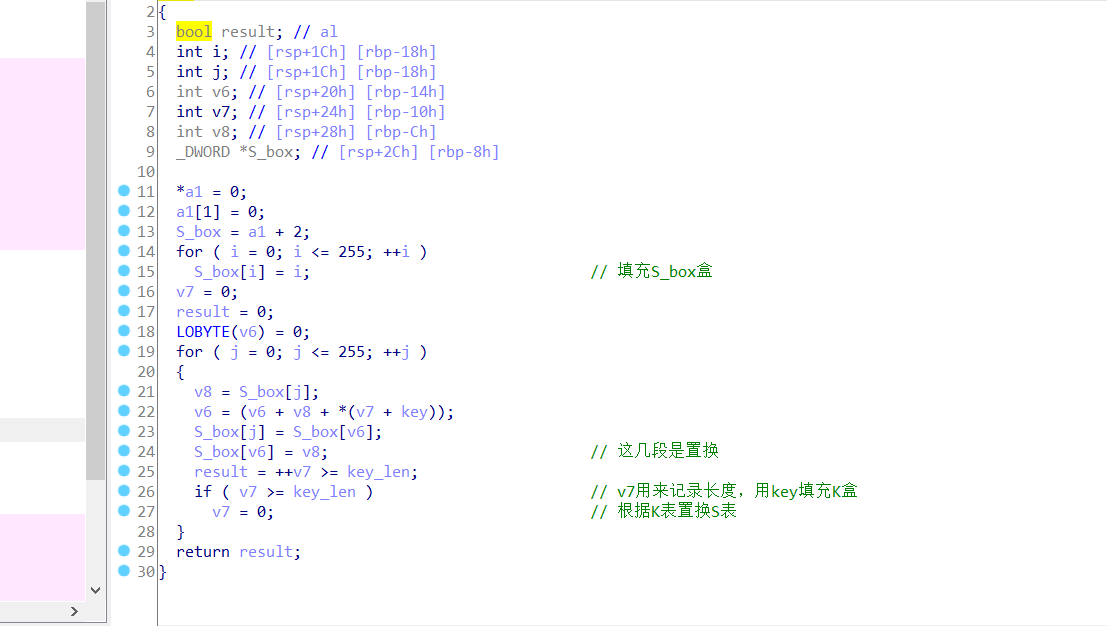 2 {
3 bool result; // al
4 int i; // [rsp+1Ch] [rbp-18h]
5 int j; // [rsp+1Ch] [rbp-18h]
6 int v6; // [rsp+20h] [rbp-14h]
7 int v7; // [rsp+24h] [rbp-10h]
8 int v8; // [rsp+28h] [rbp-Ch]
9 _DWORD *S_box; // [rsp+2Ch] [rbp-8h]
10
11 *a1 = 0;
12 a1[1] = 0;
13 S_box = a1 + 2;
14 for ( i = 0; i <= 255; ++i )
15 S_box[i] = i; // 填充S_box盒
16 v7 = 0;
17 result = 0;
18 LOBYTE(v6) = 0;
19 for ( j = 0; j <= 255; ++j )
20 {
21 v8 = S_box[j];
22 v6 = (v6 + v8 + *(v7 + key));
23 S_box[j] = S_box[v6];
24 S_box[v6] = v8; // 这几段是置换
25 result = ++v7 >= key_len;
26 if ( v7 >= key_len ) // v7用来记录长度，用key填充K盒
27 v7 = 0; // 根据K表置换S表
28 }
29 return result;
30 }